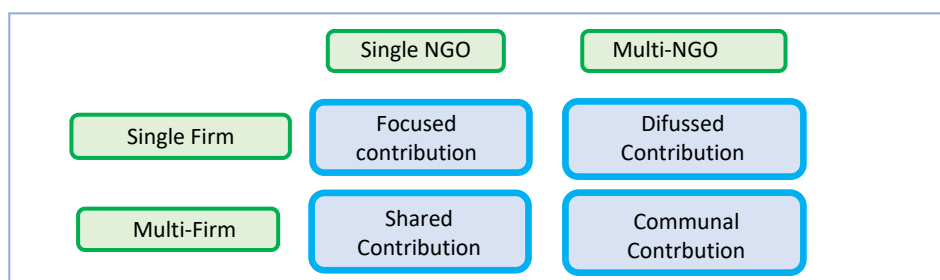 Single NGO
Multi-NGO
Single Firm
Focused
contribution
Difussed
Contribution
Multi-Firm
Shared
Contribution
Communal
Contrbution